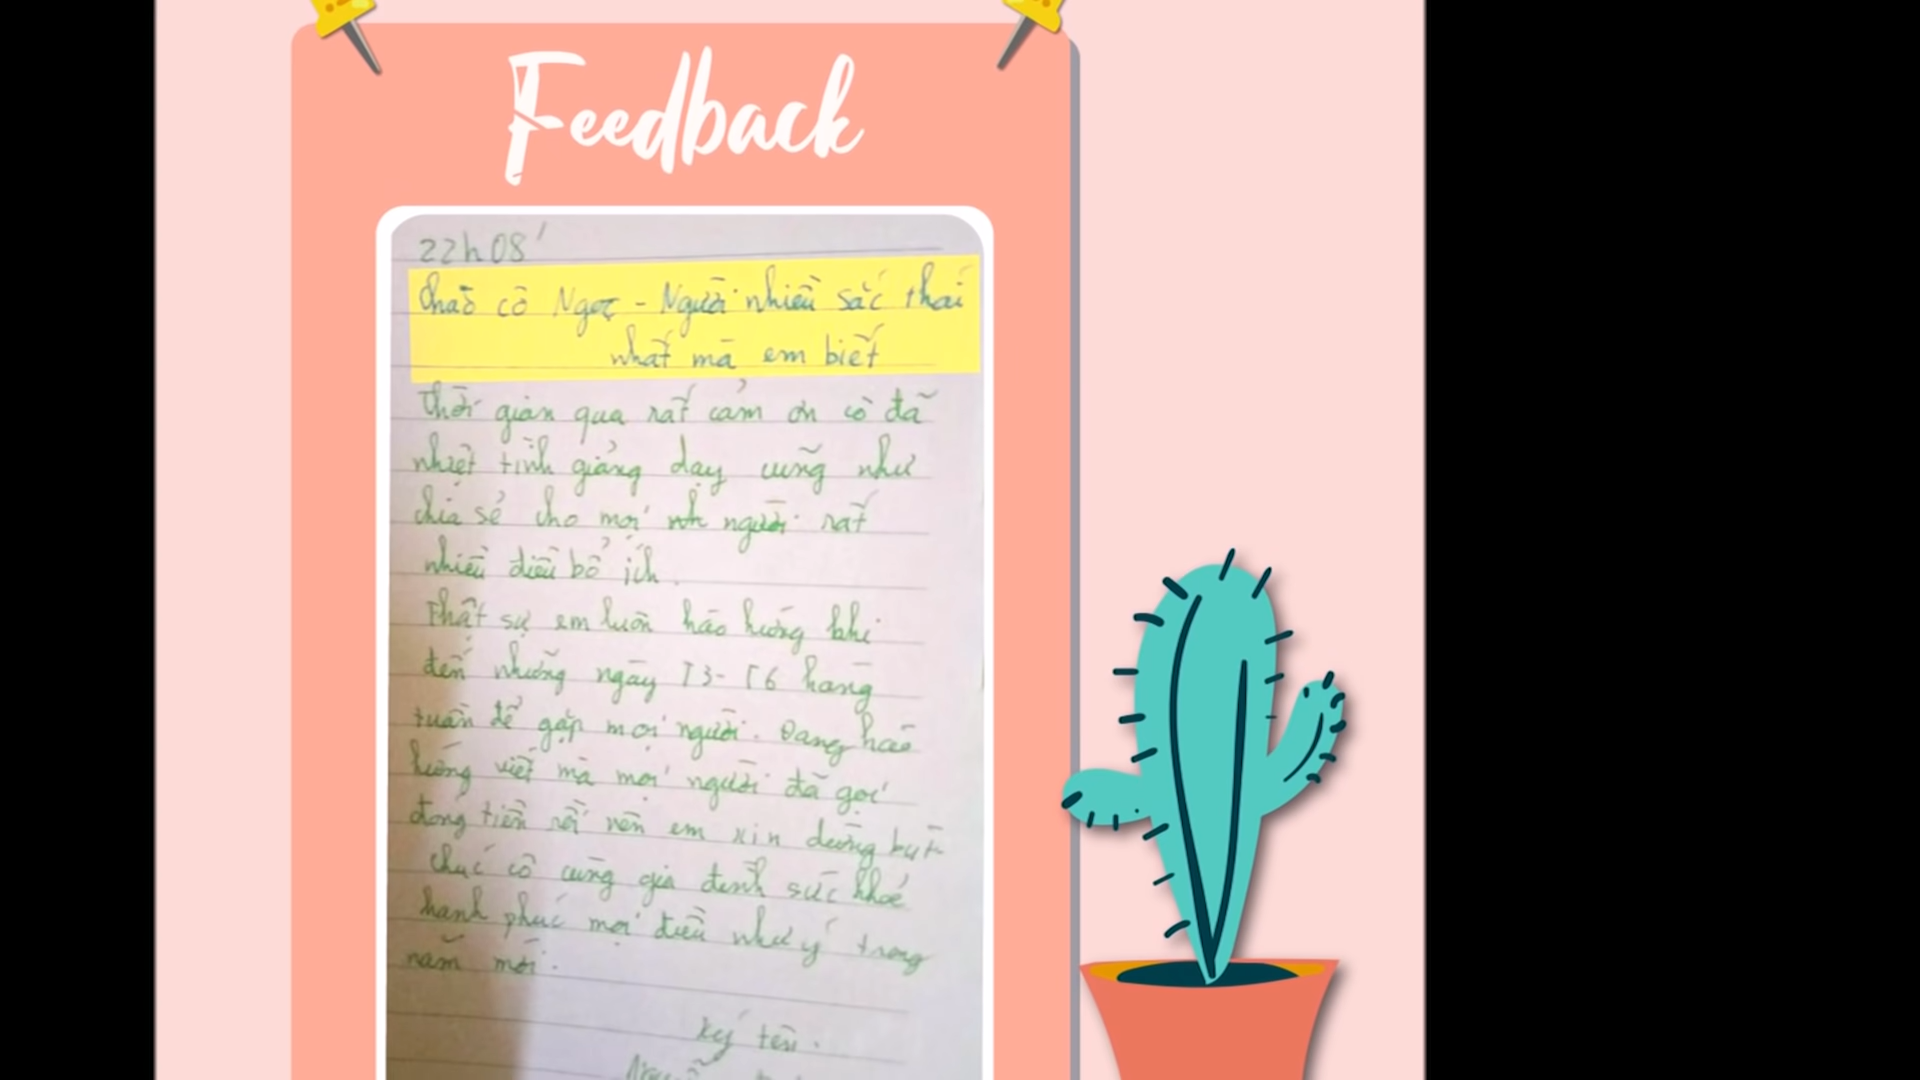 Feedback
22h08'
Chào cô Ngọc - Người nhiều sắc thái
nhất mà em biết
Thời gian qua rất cảm ơn cô đã
nhiệt tình giảng dạy cũng như
chia sẻ cho mọi người rất
nhiều điều bổ ích.
Thật sự em luôn háo hứng khi
đến những ngày T3- T6 hàng
tuần để gặp mọi người. Đang háo
hứng viết mà mọi người đã gọi
đóng tiền rồi nên em xin dừng bút
chúc cô cùng gia đình sức khoẻ
hạnh phúc mọi điều như ý trong
năm mới.
ký tên.